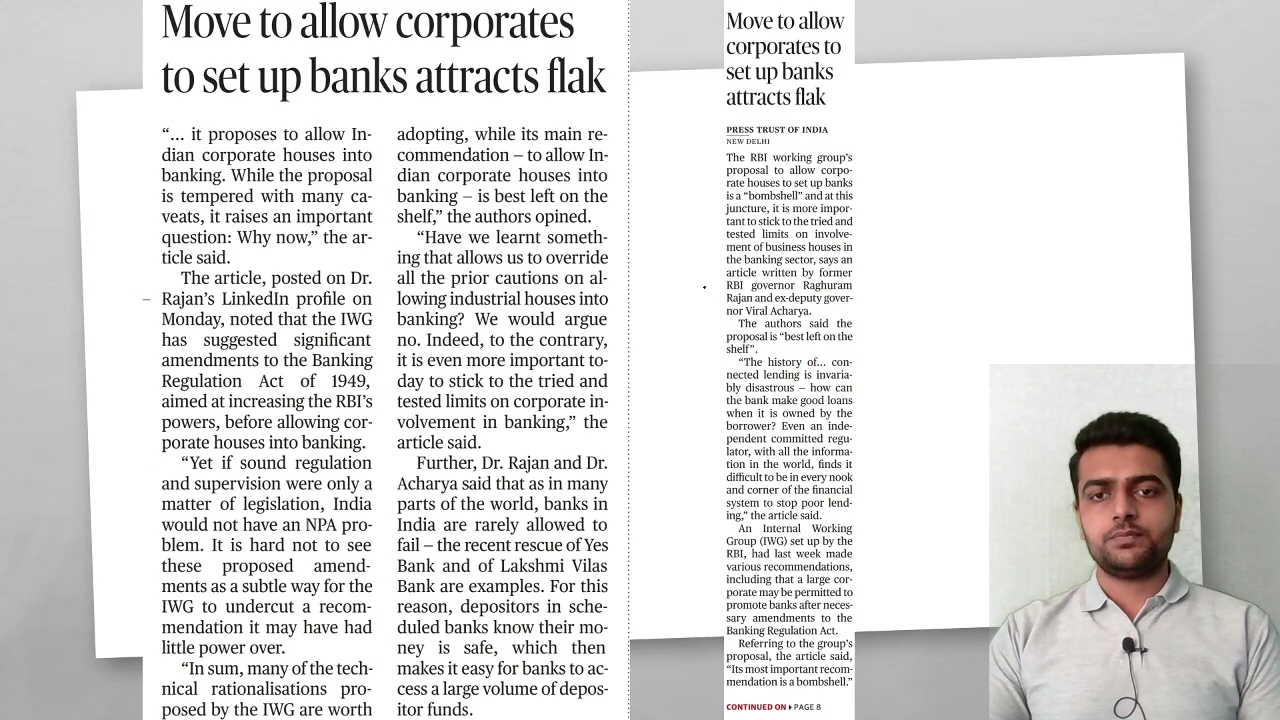 Move to allow corporates
to set up banks attracts flak
“... it proposes to allow In-
dian corporate houses into
banking. While the proposal
is tempered with many ca-
veats, it raises an important
question: Why now,” the ar-
ticle said.
The article, posted on Dr.
Rajan’s LinkedIn profile on
Monday, noted that the IWG
has suggested significant
amendments to the Banking
Regulation Act of 1949,
aimed at increasing the RBI’s
powers, before allowing cor-
porate houses into banking.
“Yet if sound regulation
and supervision were only a
matter of legislation, India
would not have an NPA pro-
blem. It is hard not to see
these proposed amend-
ments as a subtle way for the
IWG to undercut a recom-
mendation it may have had
little power over.
“In sum, many of the tech-
nical rationalisations pro-
posed by the IWG are worth
adopting, while its main re-
commendation – to allow In-
dian corporate houses into
banking – is best left on the
shelf,” the authors opined.
“Have we learnt someth-
ing that allows us to override
all the prior cautions on al-
lowing industrial houses into
banking? We would argue
no. Indeed, to the contrary,
it is even more important to-
day to stick to the tried and
tested limits on corporate in-
volvement in banking,” the
article said.
Further, Dr. Rajan and Dr.
Acharya said that as in many
parts of the world, banks in
India are rarely allowed to
fail – the recent rescue of Yes
Bank and of Lakshmi Vilas
Bank are examples. For this
reason, depositors in sche-
duled banks know their mo-
ney is safe, which then
makes it easy for banks to ac-
cess a large volume of depos-
itor funds.
Move to allow
corporates to
set up banks
attracts flak
PRESS TRUST OF INDIA
NEW DELHI
The RBI working group’s
proposal to allow corpo-
rate houses to set up banks
is a “bombshell” and at this
juncture, it is more impor-
tant to stick to the tried and
tested limits on involve-
ment of business houses in
the banking sector, says an
article written by former
RBI governor Raghuram
Rajan and ex-deputy gover-
nor Viral Acharya.
The authors said the
proposal is “best left on the
shelf”.
“The history of... con-
nected lending is invaria-
bly disastrous – how can
the bank make good loans
when it is owned by the
borrower? Even an inde-
pendent committed regu-
lator, with all the informa-
tion in the world, finds it
difficult to be in every nook
and corner of the financial
system to stop poor lend-
ing,” the article said.
An Internal Working
Group (IWG) set up by the
RBI, had last week made
various recommendations,
including that a large cor-
porate may be permitted to
promote banks after neces-
sary amendments to the
Banking Regulation Act.
Referring to the group’s
proposal, the article said,
“Its most important recom-
mendation is a bombshell.”
CONTINUED ON ▸ PAGE 8